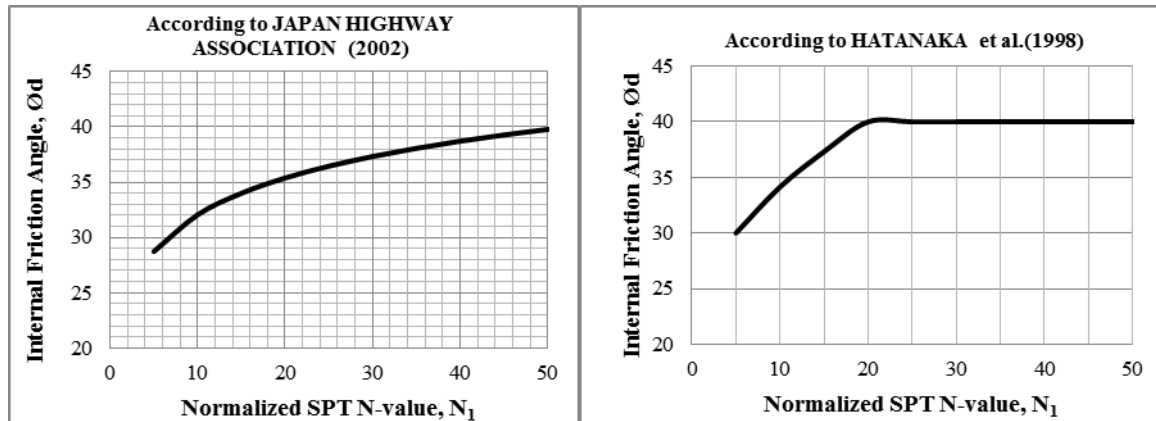 According to JAPAN HIGHWAY
ASSOCIATION (2002)
Internal Friction Angle, Ød
45
40
35
30
25
20
0 10 20 30 40 50
Normalized SPT N-value, N₁
According to HATANAKA et al.(1998)
Internal Friction Angle, Ød
45
40
35
30
25
20
0 10 20 30 40 50
Normalized SPT N-value, N₁